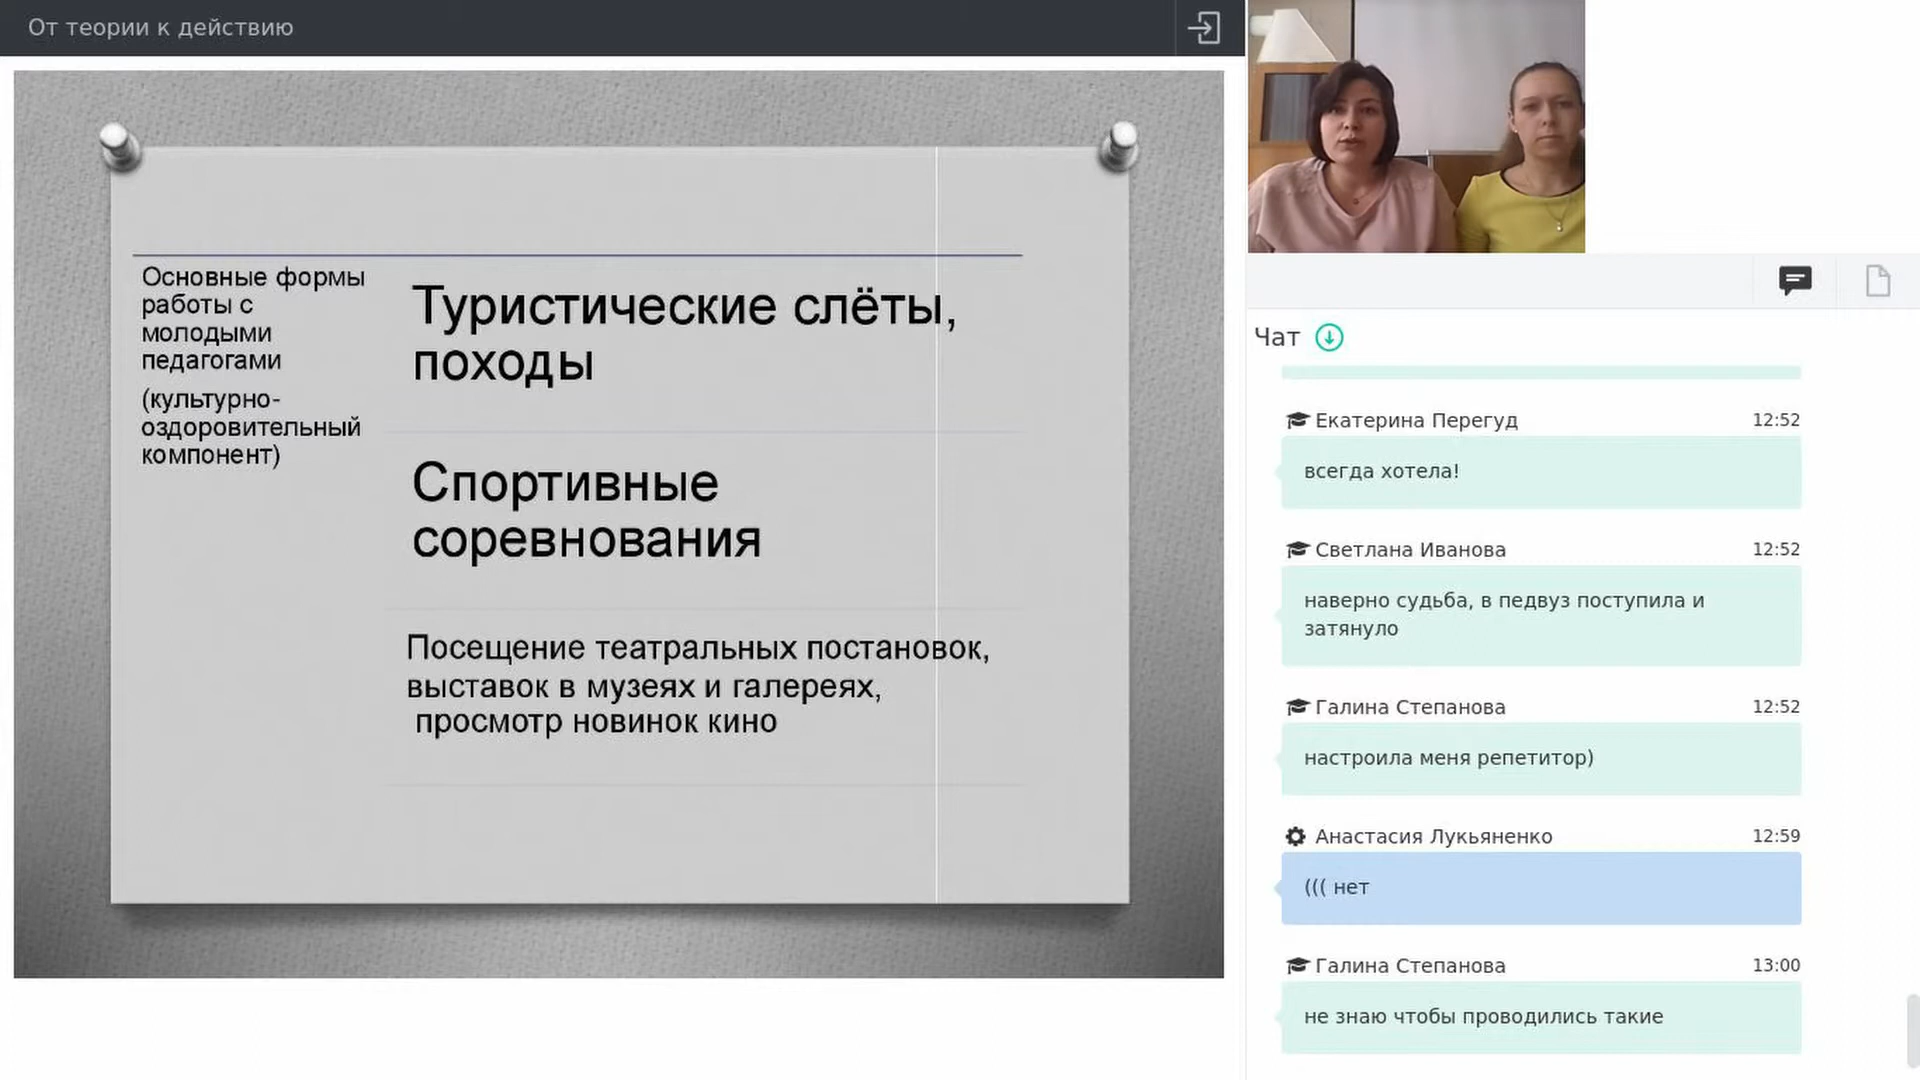 От теории к действию
Основные формы
работы с
молодыми
педагогами
(культурно-
оздоровительный
компонент)
Туристические слёты,
походы
Спортивные
соревнования
Посещение театральных постановок,
выставок в музеях и галереях,
просмотр новинок кино
Чат
Екатерина Перегуд 12:52
всегда хотела!
Светлана Иванова 12:52
наверно судьба, в педвуз поступила и
затянуло
Галина Степанова 12:52
настроила меня репетитор)
Анастасия Лукьяненко 12:59
((( нет
Галина Степанова 13:00
не знаю чтобы проводились такие